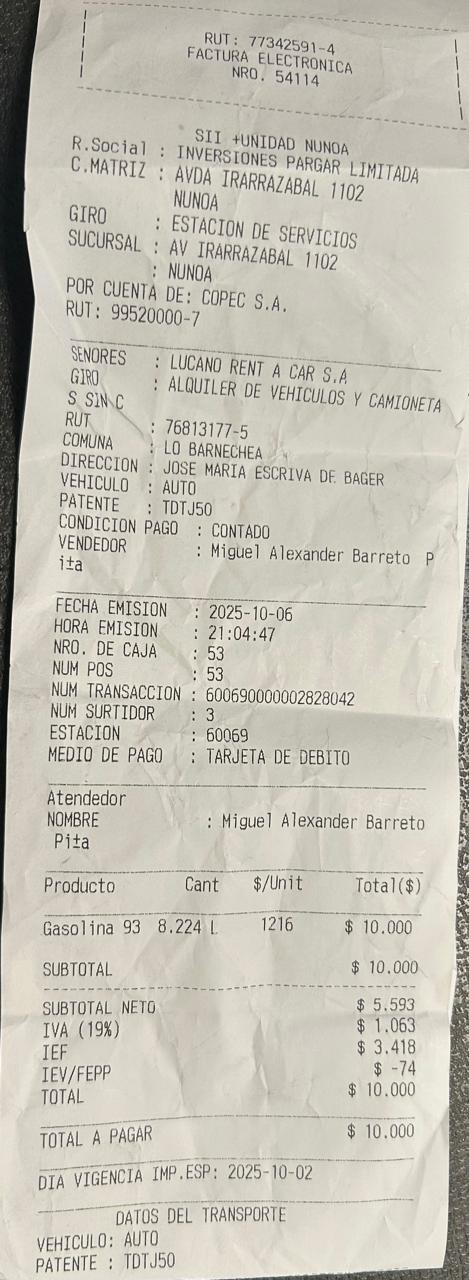 RUT: 77342591-4
FACTURA ELECTRONICA
NRO. 54114
SII +UNIDAD NUNOA
R.Social : INVERSIONES PARGAR LIMITADA
C.MATRIZ : AVDA IRARRAZABAL 1102
NUNOA
GIRO : ESTACION DE SERVICIOS
SUCURSAL : AV IRARRAZABAL 1102
: NUNOA
POR CUENTA DE: COPEC S.A.
RUT: 99520000-7
SENORES : LUCANO RENT A CAR S.A
GIRO : ALQUILER DE VEHICULOS Y CAMIONETA
S SIN C
RUT : 76813177-5
COMUNA : LO BARNECHEA
DIRECCION : JOSE MARIA ESCRIVA DE BAGER
VEHICULO : AUTO
PATENTE : TDTJ50
CONDICION PAGO : CONTADO
VENDEDOR : Miguel Alexander Barreto P
ita
FECHA EMISION : 2025-10-06
HORA EMISION : 21:04:47
NRO. DE CAJA : 53
NUM POS : 53
NUM TRANSACCION : 600690000002828042
NUM SURTIDOR : 3
ESTACION : 60069
MEDIO DE PAGO : TARJETA DE DEBITO
Atendedor
NOMBRE : Miguel Alexander Barreto
Pita
Producto Cant $/Unit Total($)
Gasolina 93 8.224 L 1216 $ 10.000
SUBTOTAL $ 10.000
SUBTOTAL NETO $ 5.593
IVA (19%) $ 1.063
IEF $ 3.418
IEV/FEPP $ -74
TOTAL $ 10.000
TOTAL A PAGAR $ 10.000
DIA VIGENCIA IMP.ESP: 2025-10-02
DATOS DEL TRANSPORTE
VEHICULO: AUTO
PATENTE : TDTJ50